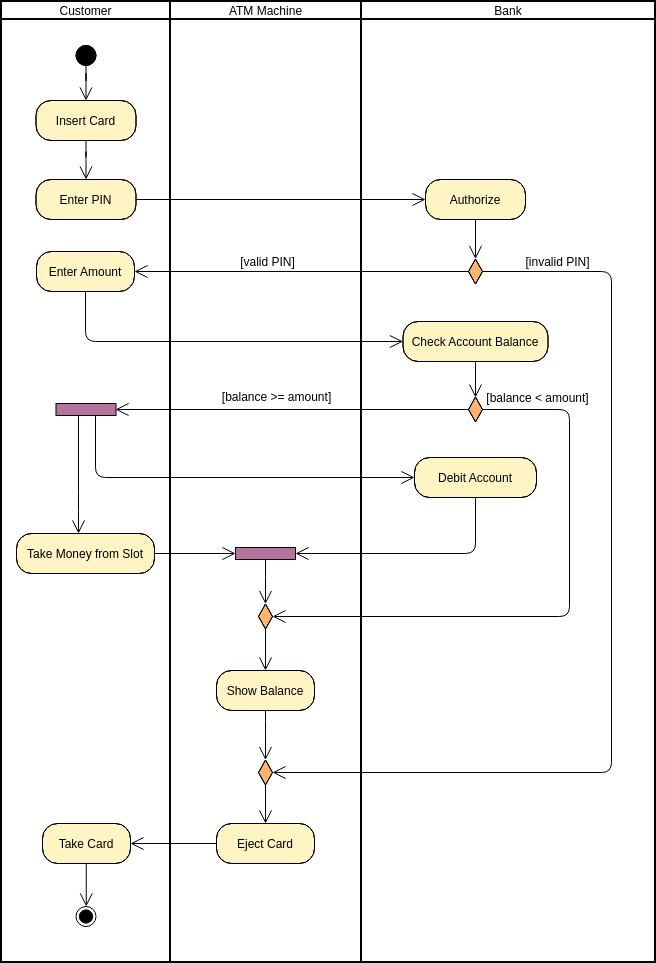 Customer
ATM Machine
Bank
Insert Card
Enter PIN
Authorize
[valid PIN]
[invalid PIN]
Enter Amount
Check Account Balance
[balance >= amount]
[balance < amount]
Debit Account
Take Money from Slot
Show Balance
Take Card
Eject Card